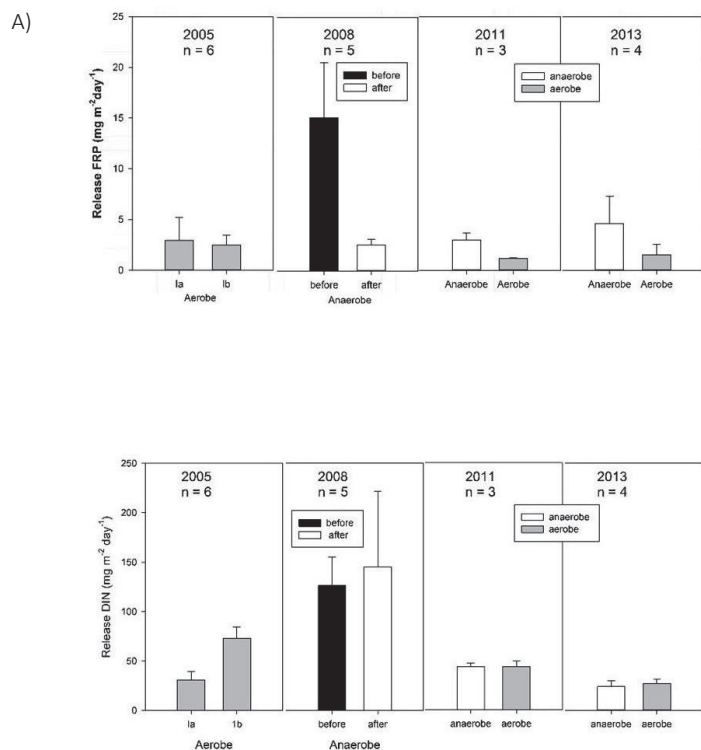 A)
25
20
15
10
5
0
Release FRP (mg m⁻²day⁻¹)
2005
n = 6
2008
n = 5
2011
n = 3
2013
n = 4
before
after
anaerobe
aerobe
Ia
Ib
before
after
Anaerobe
Aerobe
Anaerobe
Aerobe
Aerobe
Anaerobe
250
200
150
100
50
0
Release DIN (mg m⁻² day⁻¹)
2005
n = 6
2008
n = 5
2011
n = 3
2013
n = 4
before
after
anaerobe
aerobe
Ia
1b
before
after
anaerobe
aerobe
anaerobe
aerobe
Aerobe
Anaerobe